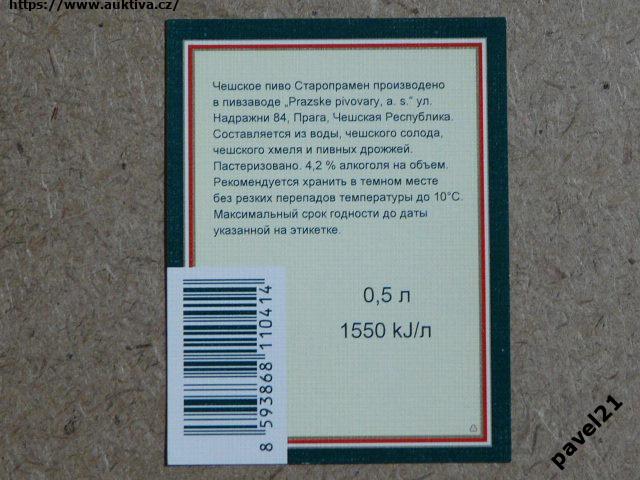 https://www.auktiva.cz/
Чешское пиво Старопрамен производено
в пивзаводе „Prazske pivovary, a. s.“ ул.
Надражни 84, Прага, Чешская Республика.
Составляется из воды, чешского солода,
чешского хмеля и пивных дрожжей.
Пастеризовано. 4,2 % алкоголя на объем.
Рекомендуется хранить в темном месте
без резких перепадов температуры до 10°C.
Максимальный срок годности до даты
указанной на этикетке.
0,5 л
1550 kJ/л
8 593868 110414
pavel21